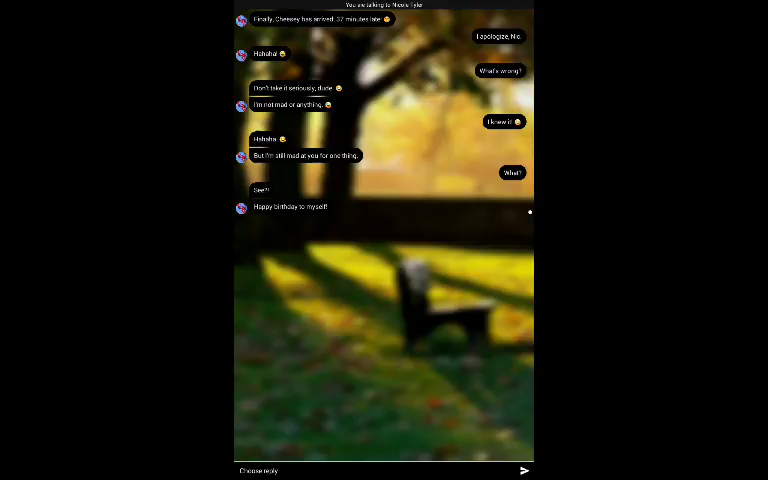 You are talking to Nicole Tyler
Finally, Cheesey has arrived. 37 minutes late. 😤
I apologize, Nic.
Hahaha! 😂
What's wrong?
Don't take it seriously, dude. 😂
I'm not mad or anything. 😂
I knew it! 😂
Hahaha. 😂
But I'm still mad at you for one thing.
What?
See?!
Happy birthday to myself!
Choose reply